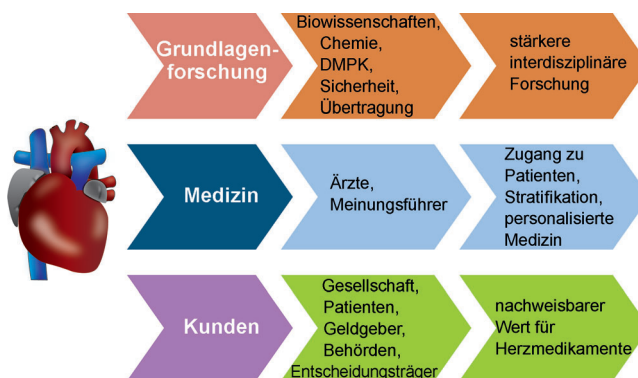 Grundlagen-
forschung
Biowissenschaften,
Chemie,
DMPK,
Sicherheit,
Übertragung
stärkere
interdisziplinäre
Forschung
Medizin
Ärzte,
Meinungsführer
Zugang zu
Patienten,
Stratifikation,
personalisierte
Medizin
Kunden
Gesellschaft,
Patienten,
Geldgeber,
Behörden,
Entscheidungsträger
nachweisbarer
Wert für
Herzmedikamente